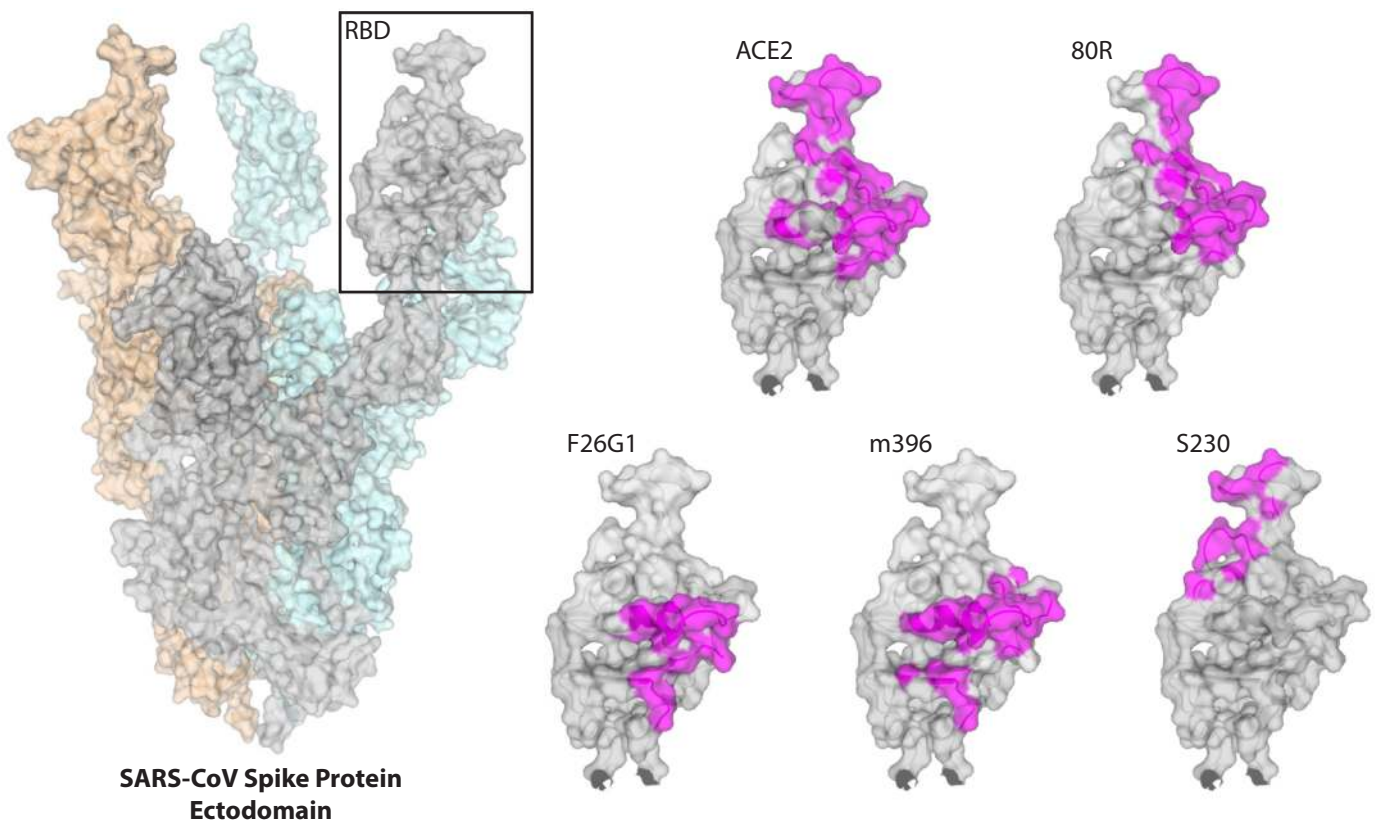 RBD
ACE2
80R
F26G1
m396
S230
SARS-CoV Spike Protein
Ectodomain